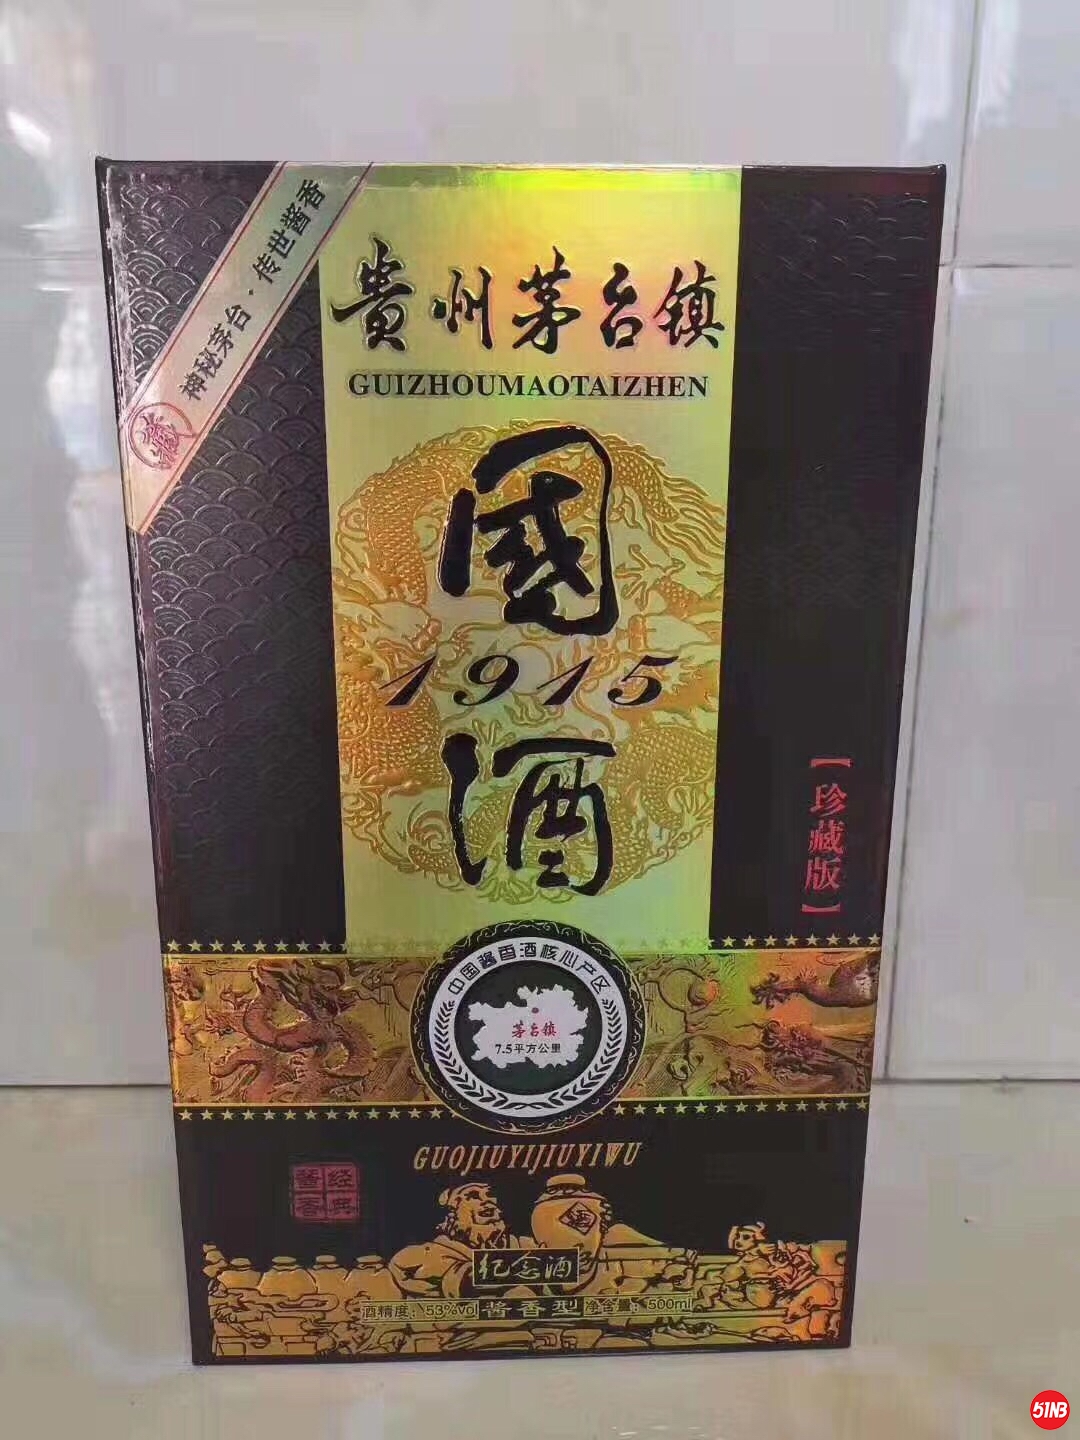 神秘茅台·传世酱香
貴州茅台镇
GUIZHOUMAOTAIZHEN
國
1915
酒
【珍藏版】
中国酱香酒核心产区
茅台镇
7.5平方公里
GUOJIUYIJIUYIWU
经典
酱香
酒
纪念酒
酒精度：53%vol 酱香型 净含量：500ml
51NB